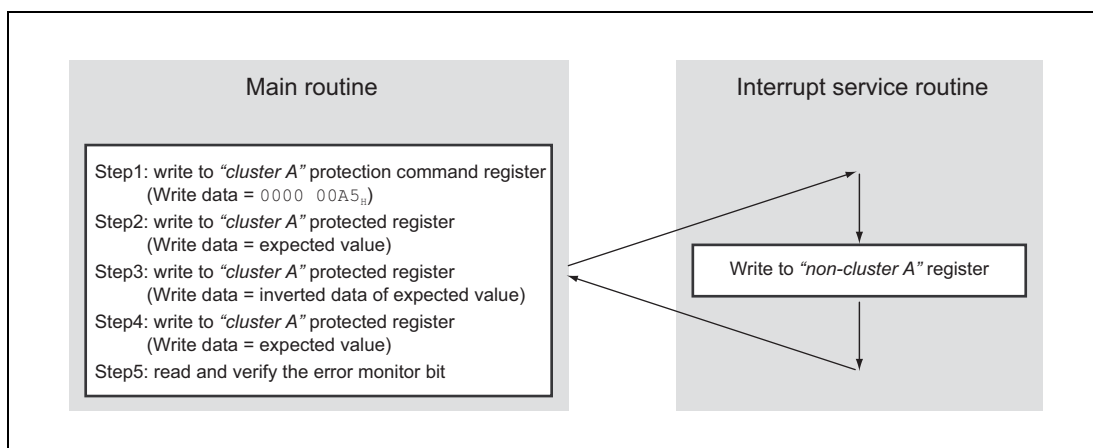 Main routine
Step1: write to “cluster A” protection command register
(Write data = 0000 00A5H)
Step2: write to “cluster A” protected register
(Write data = expected value)
Step3: write to “cluster A” protected register
(Write data = inverted data of expected value)
Step4: write to “cluster A” protected register
(Write data = expected value)
Step5: read and verify the error monitor bit
Interrupt service routine
Write to “non-cluster A” register